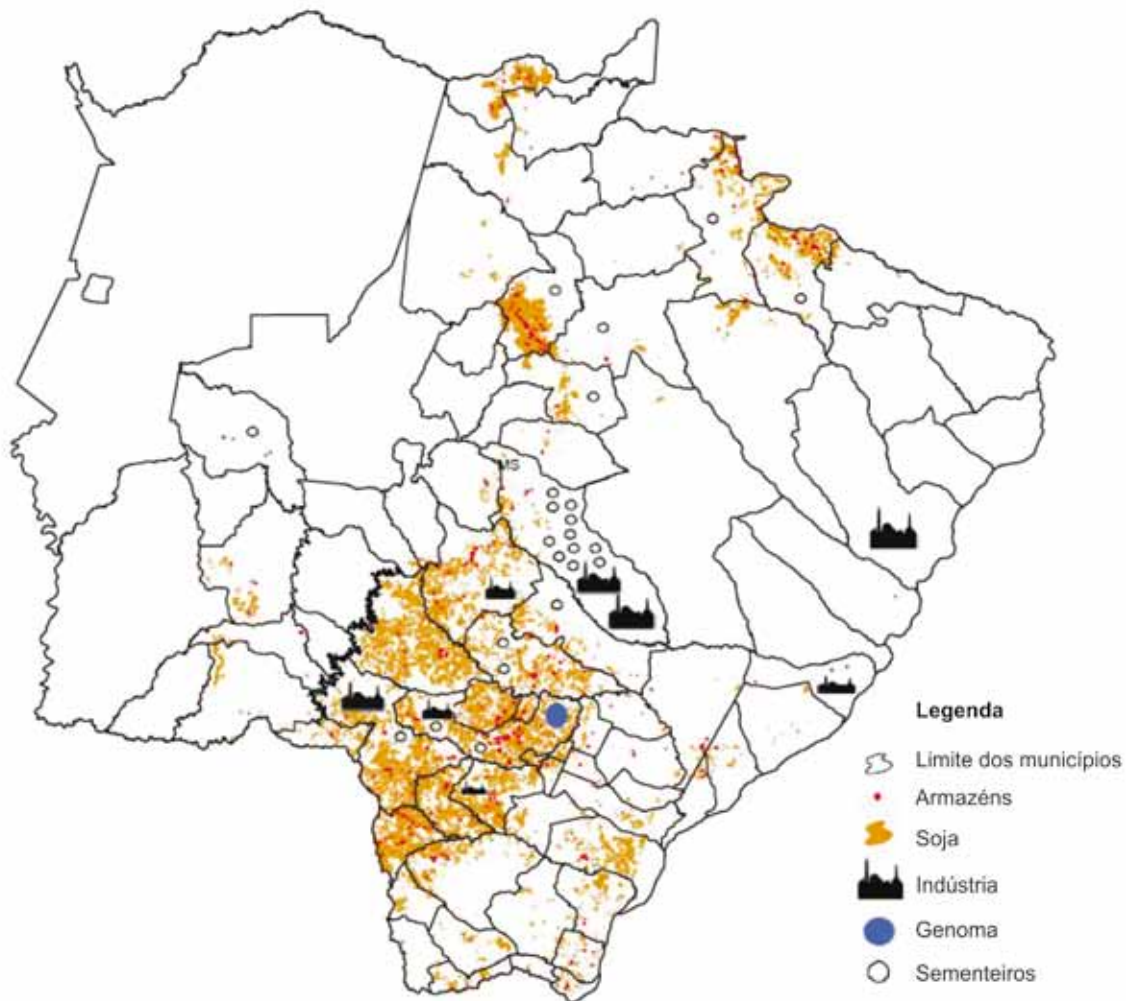 MS
Legenda
Limite dos municípios
Armazéns
Soja
Indústria
Genoma
Sementeiros